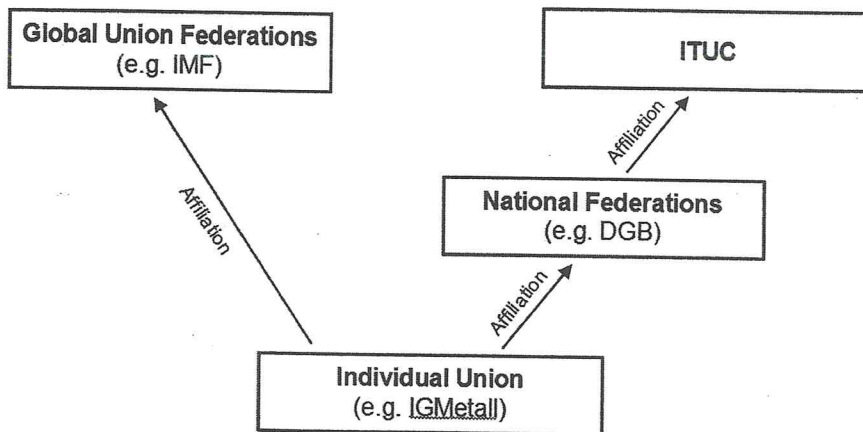 Global Union Federations
(e.g. IMF)
ITUC
Affiliation
Affiliation
National Federations
(e.g. DGB)
Affiliation
Individual Union
(e.g. IGMetall)